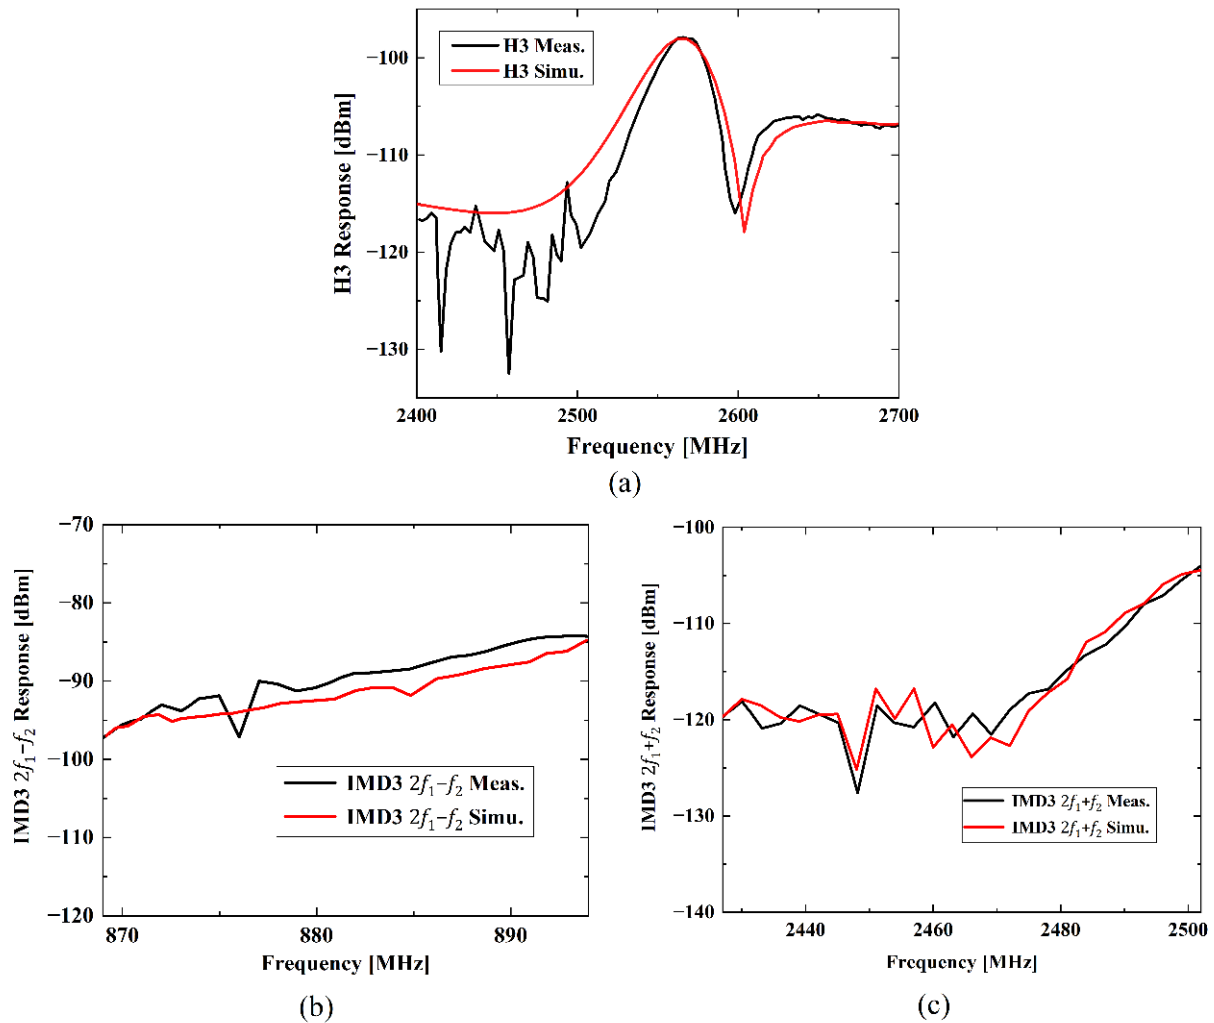 H3 Response [dBm]
−100
−110
−120
−130
H3 Meas.
H3 Simu.
2400 2500 2600 2700
Frequency [MHz]
(a)
IMD3 2f₁−f₂ Response [dBm]
−70
−80
−90
−100
−110
−120
IMD3 2f₁−f₂ Meas.
IMD3 2f₁−f₂ Simu.
870 880 890
Frequency [MHz]
(b)
IMD3 2f₁+f₂ Response [dBm]
−100
−110
−120
−130
−140
IMD3 2f₁+f₂ Meas.
IMD3 2f₁+f₂ Simu.
2440 2460 2480 2500
Frequency [MHz]
(c)